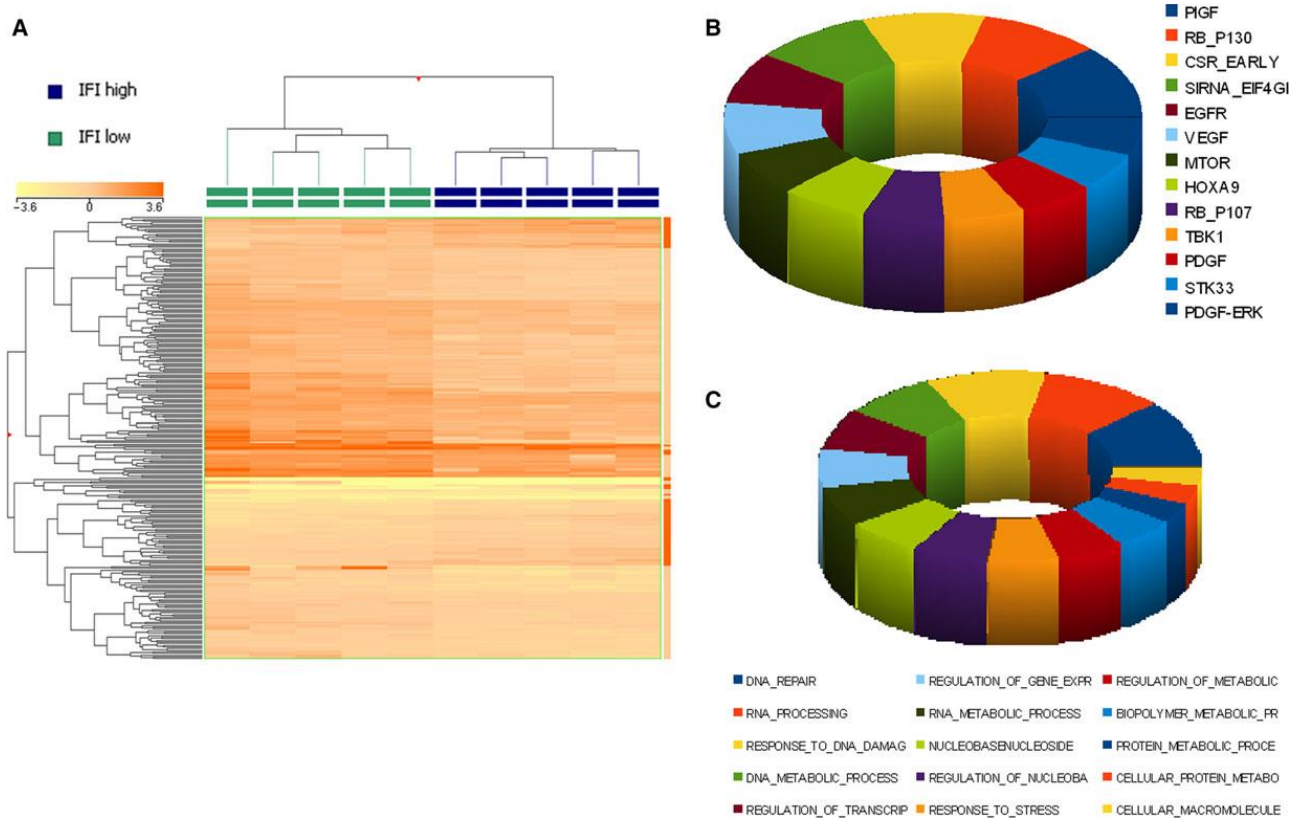 A
IFI high
IFI low
−3.6 0 3.6
B
PIGF
RB_P130
CSR_EARLY
SIRNA_EIF4GI
EGFR
VEGF
MTOR
HOXA9
RB_P107
TBK1
PDGF
STK33
PDGF-ERK
C
DNA_REPAIR REGULATION_OF_GENE_EXPR REGULATION_OF_METABOLIC
RNA_PROCESSING RNA_METABOLIC_PROCESS BIOPOLYMER_METABOLIC_PR
RESPONSE_TO_DNA_DAMAG NUCLEOBASENUCLEOSIDE PROTEIN_METABOLIC_PROCE
DNA_METABOLIC_PROCESS REGULATION_OF_NUCLEOBA CELLULAR_PROTEIN_METABO
REGULATION_OF_TRANSCRIP RESPONSE_TO_STRESS CELLULAR_MACROMOLECULE